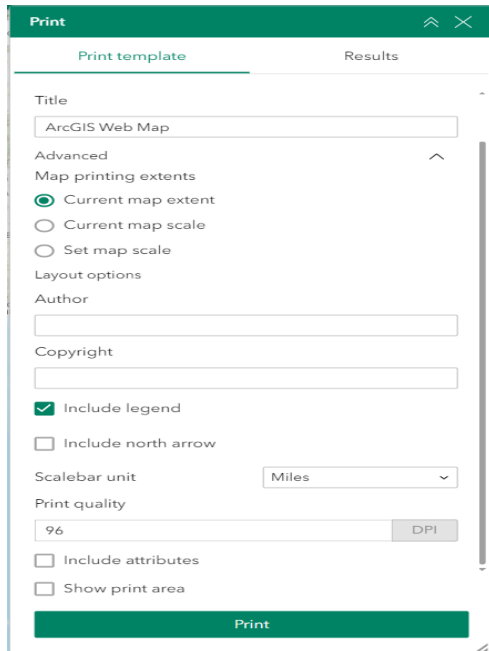 Print
Print template Results
Title
ArcGIS Web Map
Advanced
Map printing extents
Current map extent
Current map scale
Set map scale
Layout options
Author
Copyright
Include legend
Include north arrow
Scalebar unit Miles
Print quality
96 DPI
Include attributes
Show print area
Print